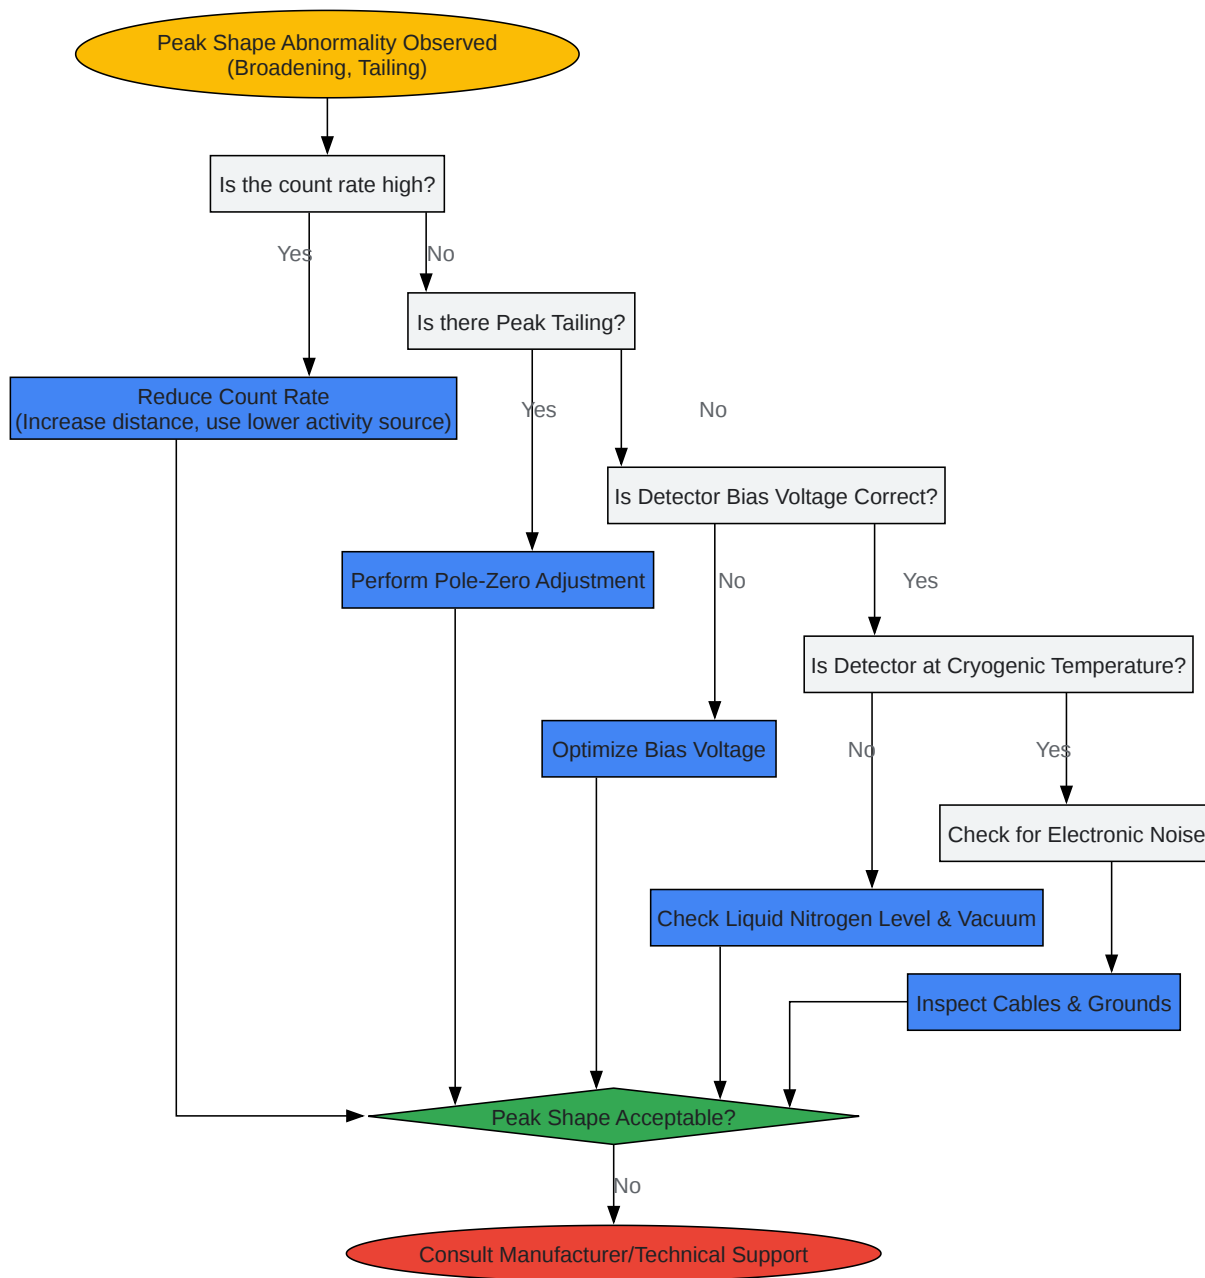 Peak Shape Abnormality Observed
(Broadening, Tailing)
Is the count rate high?
Yes
No
Is there Peak Tailing?
Reduce Count Rate
(Increase distance, use lower activity source)
Yes
No
Is Detector Bias Voltage Correct?
Perform Pole-Zero Adjustment
No
Yes
Is Detector at Cryogenic Temperature?
Optimize Bias Voltage
No
Yes
Check for Electronic Noise
Check Liquid Nitrogen Level & Vacuum
Inspect Cables & Grounds
Peak Shape Acceptable?
No
Consult Manufacturer/Technical Support